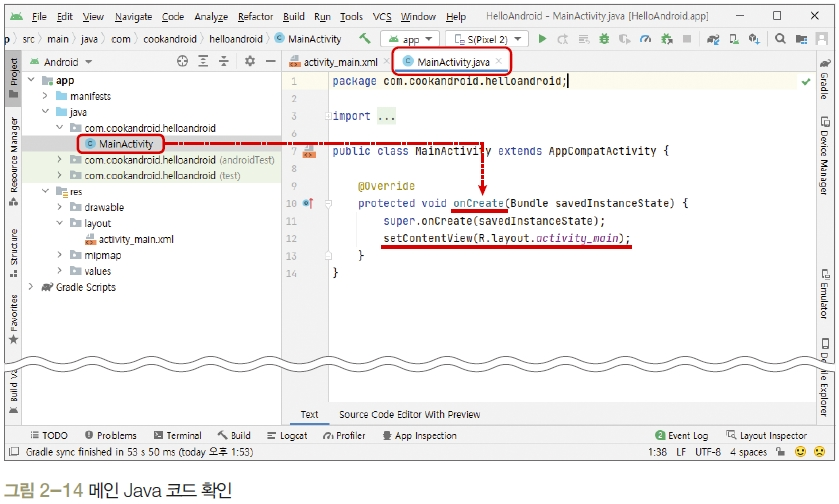 File Edit View Navigate Code Analyze Refactor Build Run Tools VCS Window Help HelloAndroid - MainActivity.java [HelloAndroid.app]
p src main java com cookandroid helloandroid MainActivity app S(Pixel 2)
Project
Resource Manager
Structure
Favorites
Build Va
Android
app
manifests
java
com.cookandroid.helloandroid
MainActivity
com.cookandroid.helloandroid (androidTest)
com.cookandroid.helloandroid (test)
res
drawable
layout
activity_main.xml
mipmap
values
Gradle Scripts
activity_main.xml MainActivity.java
1 package com.cookandroid.helloandroid;
2
3 import ...
6
7 public class MainActivity extends AppCompatActivity {
8
9 @Override
10 protected void onCreate(Bundle savedInstanceState) {
11 super.onCreate(savedInstanceState);
12 setContentView(R.layout.activity_main);
13 }
14 }
Gradle
Device Manager
Emulator
File Explorer
Text Source Code Editor With Preview
TODO Problems Terminal Build Logcat Profiler App Inspection Event Log Layout Inspector
Gradle sync finished in 53 s 50 ms (today 오후 1:53) 1:38 LF UTF-8 4 spaces
그림 2-14 메인 Java 코드 확인